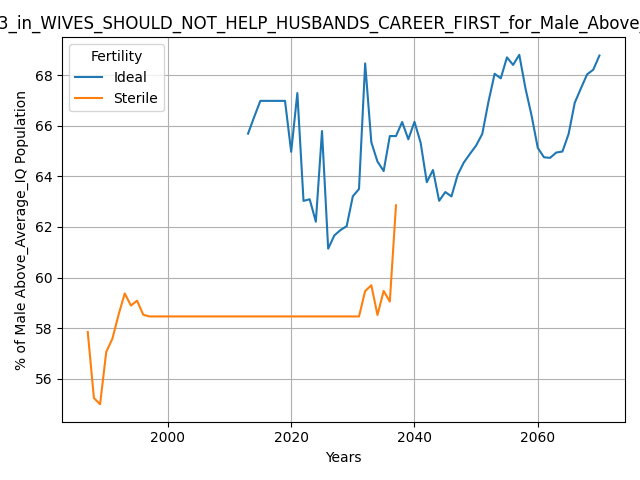 3_in_WIVES_SHOULD_NOT_HELP_HUSBANDS_CAREER_FIRST_for_Male_Above_
Fertility
Ideal
Sterile
% of Male Above_Average_IQ Population
68
66
64
62
60
58
56
2000
2020
2040
2060
Years